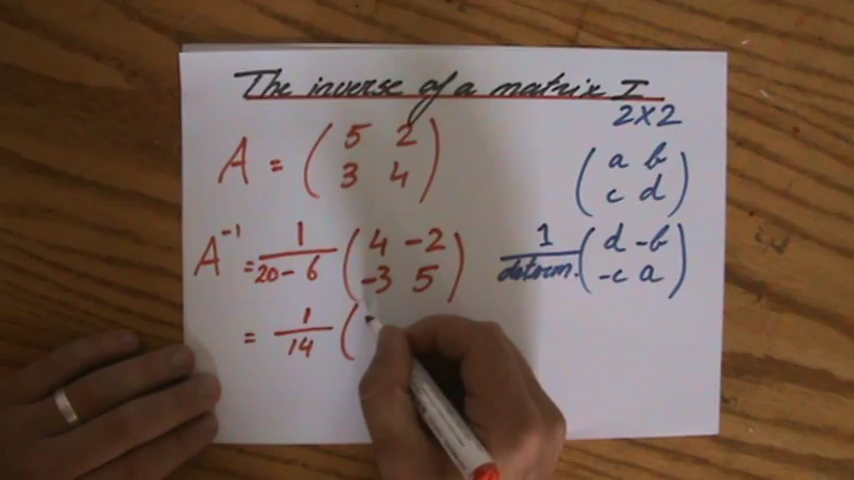 The inverse of a matrix I
2x2
A = ( 5 2
3 4 )
( a b
c d )
A⁻¹ = 1 / 20 - 6 ( 4 -2
-3 5 )
1 / determ. ( d -b
-c a )
= 1 / 14 (